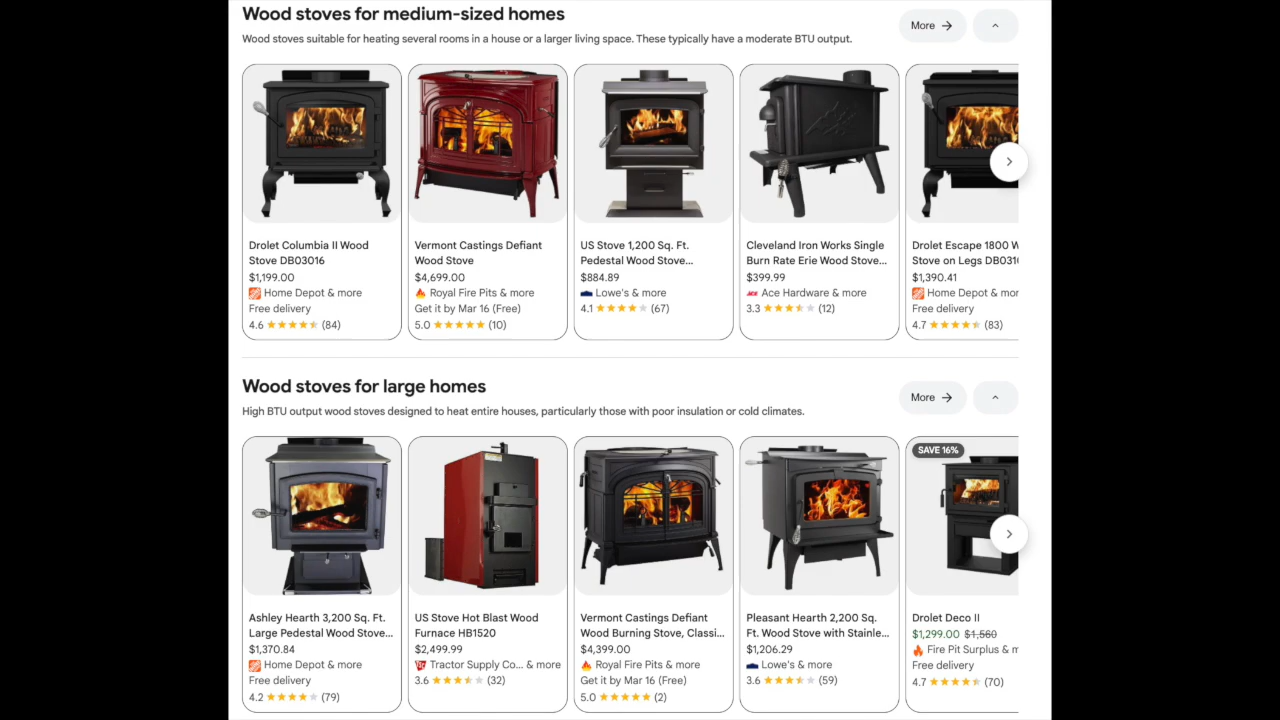 Wood stoves for medium-sized homes
More
Wood stoves suitable for heating several rooms in a house or a larger living space. These typically have a moderate BTU output.
Drolet Columbia II Wood
Stove DB03016
$1,199.00
Home Depot & more
Free delivery
4.6 (84)
Vermont Castings Defiant
Wood Stove
$4,699.00
Royal Fire Pits & more
Get it by Mar 16 (Free)
5.0 (10)
US Stove 1,200 Sq. Ft.
Pedestal Wood Stove...
$884.89
Lowe's & more
4.1 (67)
Cleveland Iron Works Single
Burn Rate Erie Wood Stove...
$399.99
ACE Ace Hardware & more
3.3 (12)
Drolet Escape 1800 W
Stove on Legs DB031
$1,390.41
Home Depot & mor
Free delivery
4.7 (83)
Wood stoves for large homes
More
High BTU output wood stoves designed to heat entire houses, particularly those with poor insulation or cold climates.
Ashley Hearth 3,200 Sq. Ft.
Large Pedestal Wood Stove...
$1,370.84
Home Depot & more
Free delivery
4.2 (79)
US Stove Hot Blast Wood
Furnace HB1520
$2,499.99
Tractor Supply Co... & more
3.6 (32)
Vermont Castings Defiant
Wood Burning Stove, Classi...
$4,399.00
Royal Fire Pits & more
Get it by Mar 16 (Free)
5.0 (2)
Pleasant Hearth 2,200 Sq.
Ft. Wood Stove with Stainle...
$1,206.29
Lowe's & more
3.6 (59)
SAVE 16%
Drolet Deco II
$1,299.00 $1,560
Fire Pit Surplus & m
Free delivery
4.7 (70)